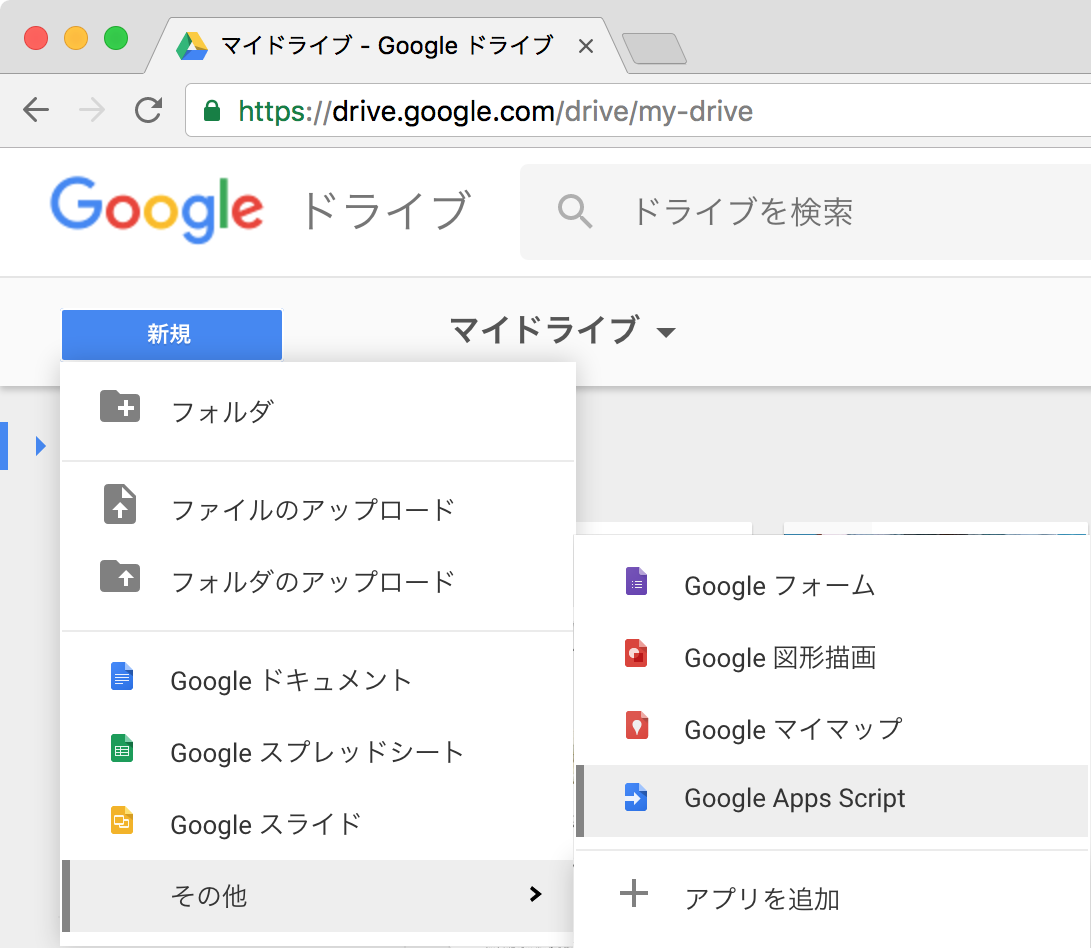 マイドライブ - Google ドライブ
https://drive.google.com/drive/my-drive
Google ドライブ
ドライブを検索
新規
マイドライブ
フォルダ
ファイルのアップロード
フォルダのアップロード
Google ドキュメント
Google スプレッドシート
Google スライド
その他
Google フォーム
Google 図形描画
Google マイマップ
Google Apps Script
アプリを追加